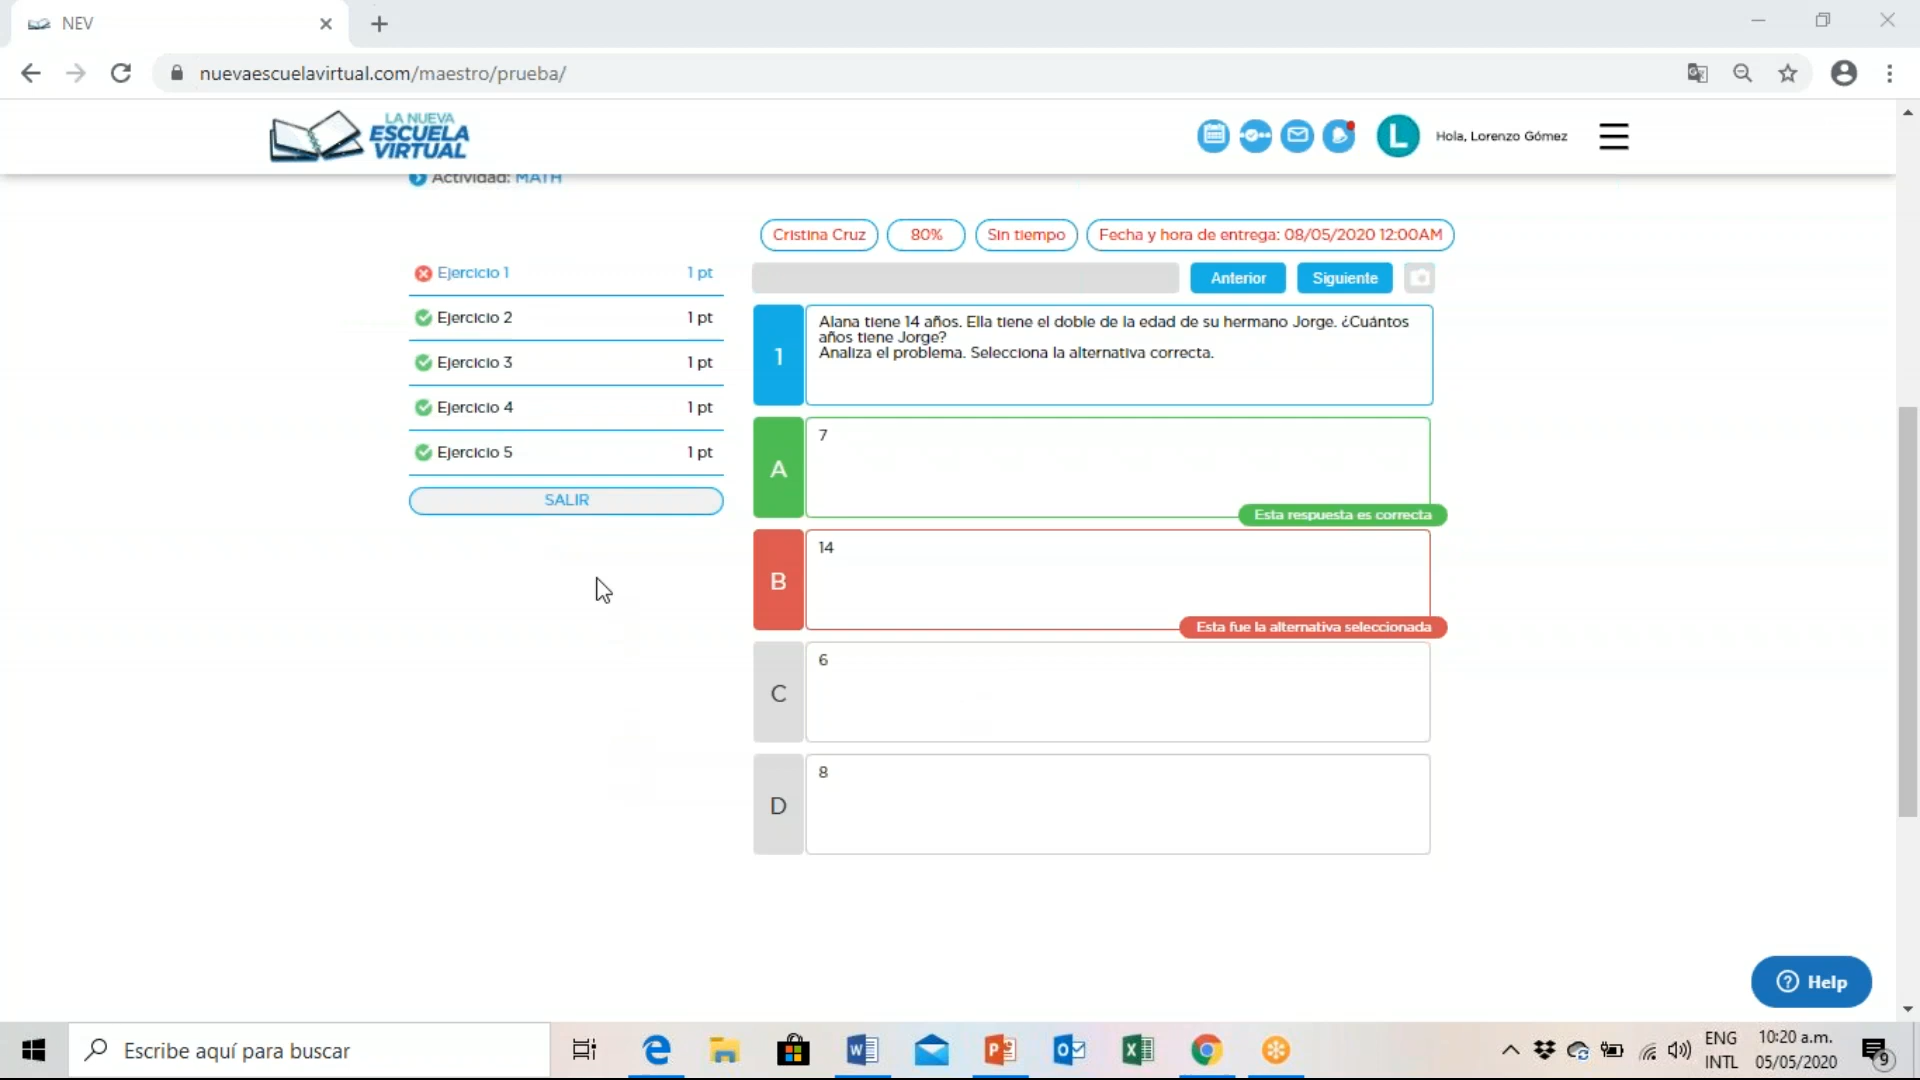 NEV
nuevaescuelavirtual.com/maestro/prueba/
LA NUEVA
ESCUELA
VIRTUAL
L
Hola, Lorenzo Gómez
Actividad: MATH
Cristina Cruz
80%
Sin tiempo
Fecha y hora de entrega: 08/05/2020 12:00AM
Ejercicio 1 1 pt
Ejercicio 2 1 pt
Ejercicio 3 1 pt
Ejercicio 4 1 pt
Ejercicio 5 1 pt
SALIR
Anterior
Siguiente
1
Alana tiene 14 años. Ella tiene el doble de la edad de su hermano Jorge. ¿Cuántos
años tiene Jorge?
Analiza el problema. Selecciona la alternativa correcta.
A
7
Esta respuesta es correcta
B
14
Esta fue la alternativa seleccionada
C
6
D
8
Help
Escribe aquí para buscar
ENG
INTL
10:20 a.m.
05/05/2020
9